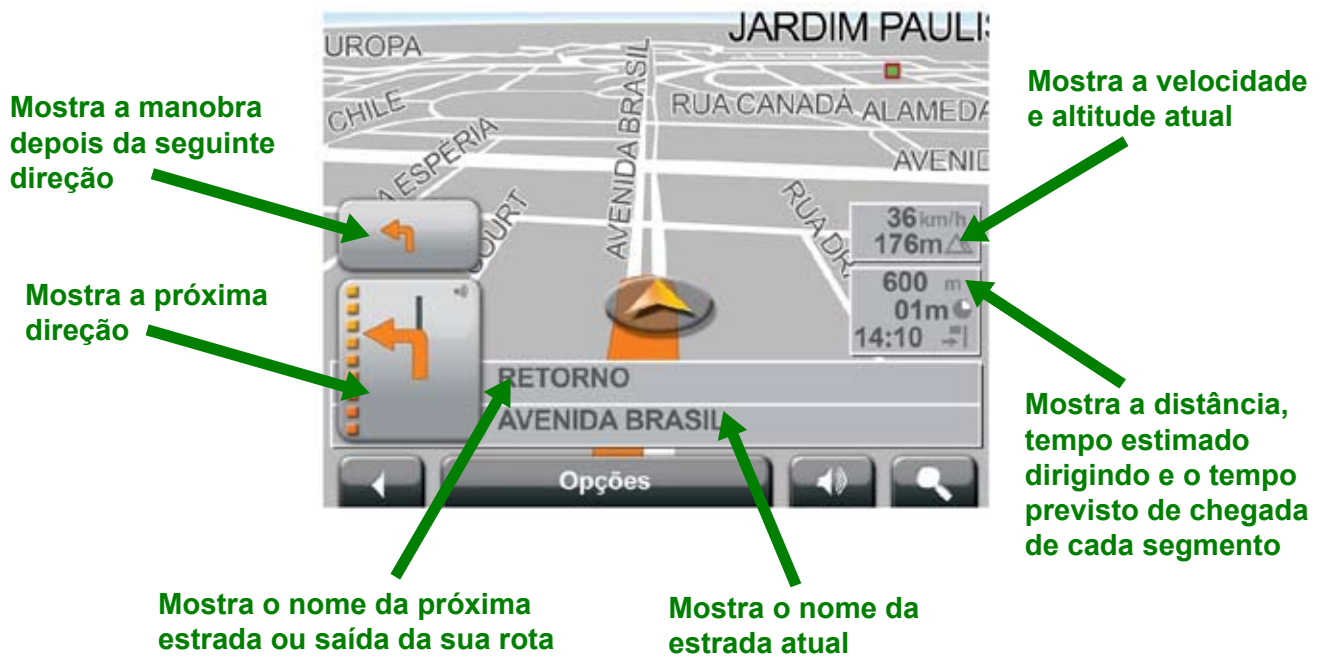 JARDIM PAULI
UROPA
CHILE
AVENIDA BRASIL
RUA CANADÁ
ALAMEDA
AVENID
A ESPÉRIA
COURT
RUA DR
Mostra a manobra
depois da seguinte
direção
Mostra a próxima
direção
Mostra a velocidade
e altitude atual
36 km/h
176m
600 m
01m
14:10
RETORNO
AVENIDA BRASIL
Opções
Mostra a distância,
tempo estimado
dirigindo e o tempo
previsto de chegada
de cada segmento
Mostra o nome da próxima
estrada ou saída da sua rota
Mostra o nome da
estrada atual